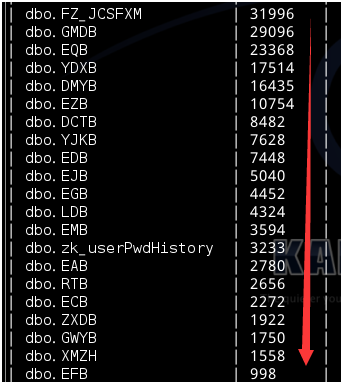 dbo.FZ_JCSFXM | 31996
dbo.GMDB | 29096
dbo.EQB | 23368
dbo.YDXB | 17514
dbo.DMYB | 16435
dbo.EZB | 10754
dbo.DCTB | 8482
dbo.YJKB | 7628
dbo.EDB | 7448
dbo.EJB | 5040
dbo.EGB | 4452
dbo.LDB | 4324
dbo.EMB | 3594
dbo.zk_userPwdHistory | 3233
dbo.EAB | 2780
dbo.RTB | 2656
dbo.ECB | 2272
dbo.ZXDB | 1922
dbo.GWYB | 1750
dbo.XMZH | 1558
dbo.EFB | 998